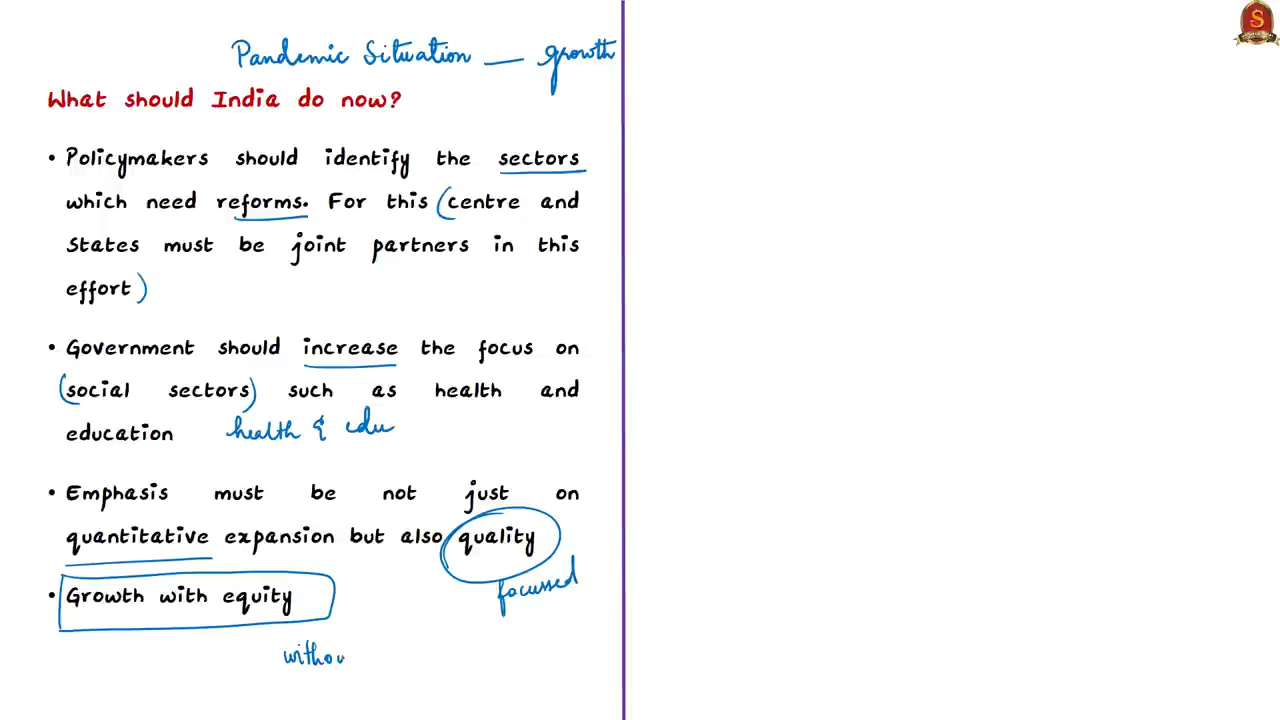 Pandemic Situation — growth
What should India do now?
• Policymakers should identify the sectors
which need reforms. For this (centre and
States must be joint partners in this
effort)
• Government should increase the focus on
(social sectors) such as health and
education health & edu
• Emphasis must be not just on
quantitative expansion but also quality
focussed
• Growth with equity
withou
S